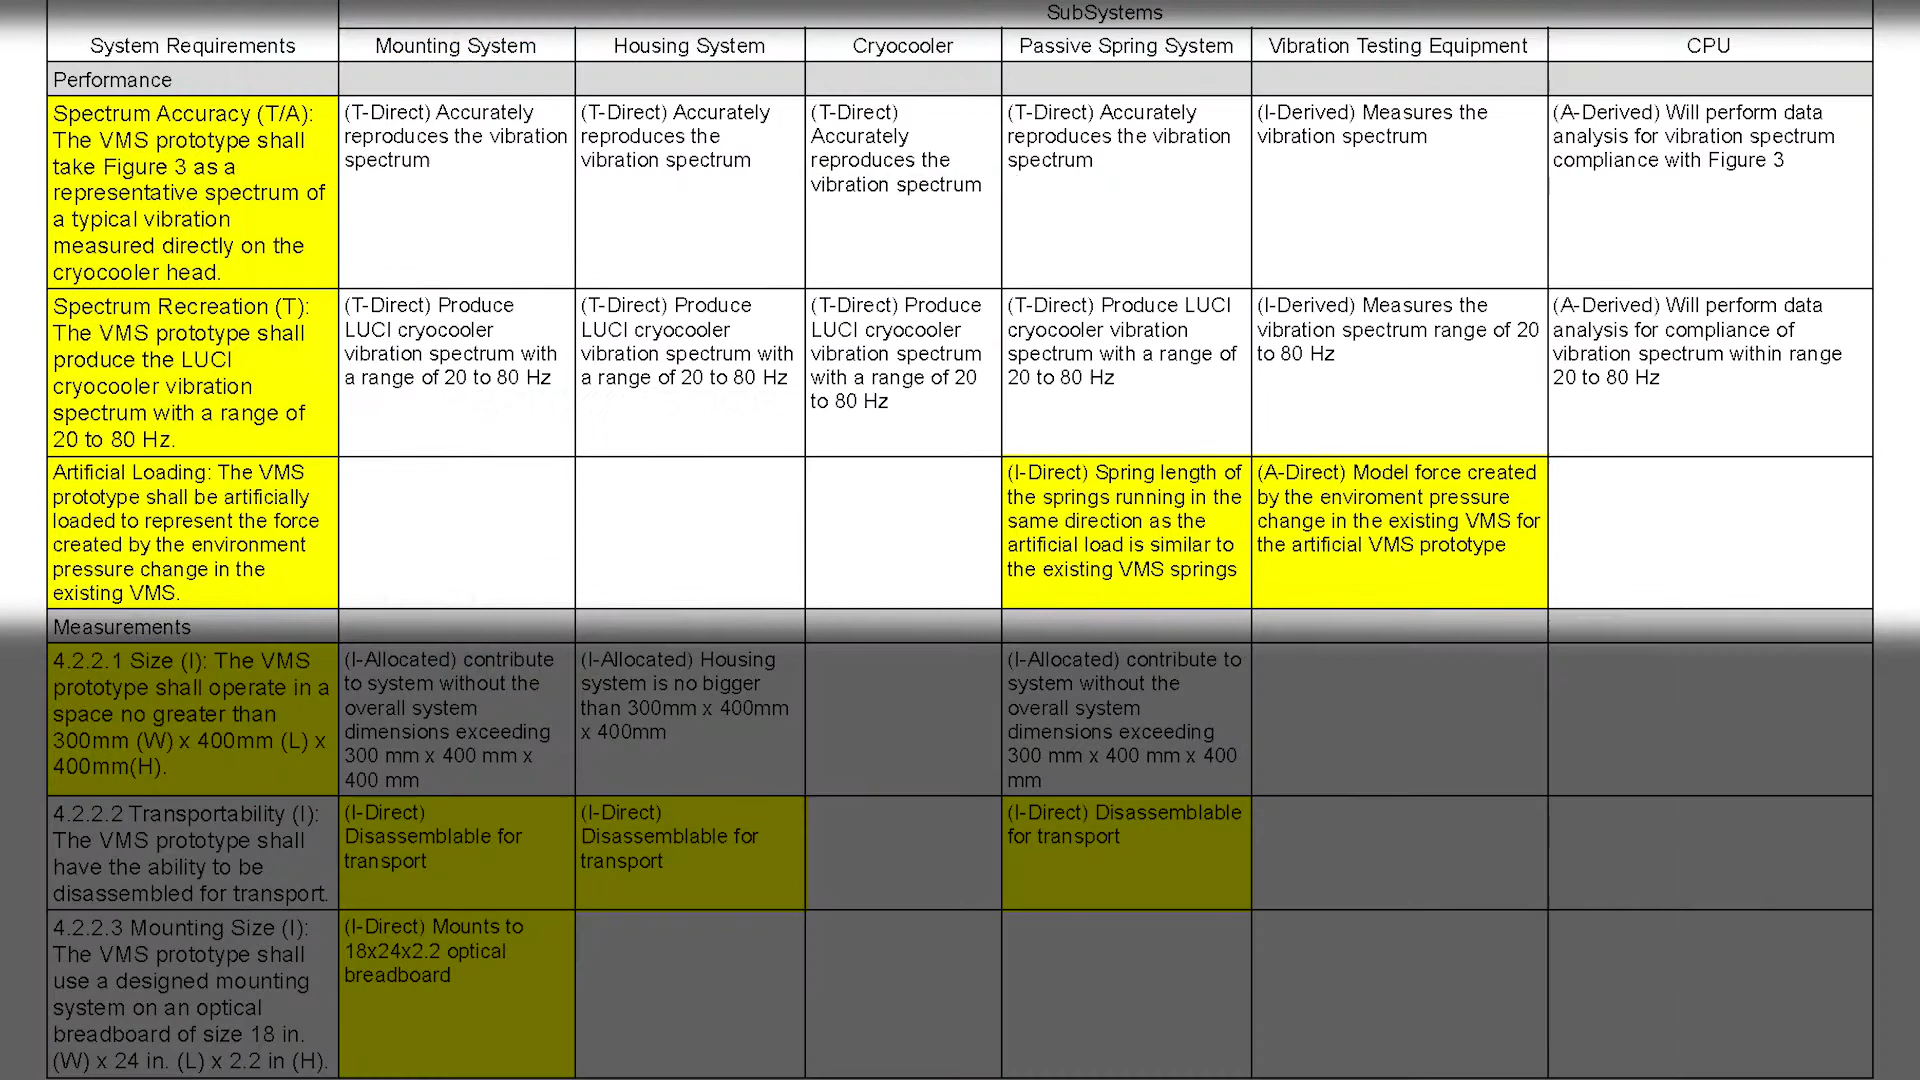 SubSystems
System Requirements
Mounting System
Housing System
Cryocooler
Passive Spring System
Vibration Testing Equipment
CPU
Performance
Spectrum Accuracy (T/A):
The VMS prototype shall
take Figure 3 as a
representative spectrum of
a typical vibration
measured directly on the
cryocooler head.
(T-Direct) Accurately
reproduces the vibration
spectrum
(T-Direct) Accurately
reproduces the
vibration spectrum
(T-Direct)
Accurately
reproduces the
vibration spectrum
(T-Direct) Accurately
reproduces the vibration
spectrum
(I-Derived) Measures the
vibration spectrum
(A-Derived) Will perform data
analysis for vibration spectrum
compliance with Figure 3
Spectrum Recreation (T):
The VMS prototype shall
produce the LUCI
cryocooler vibration
spectrum with a range of
20 to 80 Hz.
(T-Direct) Produce
LUCI cryocooler
vibration spectrum with
a range of 20 to 80 Hz
(T-Direct) Produce
LUCI cryocooler
vibration spectrum with
a range of 20 to 80 Hz
(T-Direct) Produce
LUCI cryocooler
vibration spectrum
with a range of 20
to 80 Hz
(T-Direct) Produce LUCI
cryocooler vibration
spectrum with a range of
20 to 80 Hz
(I-Derived) Measures the
vibration spectrum range of 20
to 80 Hz
(A-Derived) Will perform data
analysis for compliance of
vibration spectrum within range
20 to 80 Hz
Artificial Loading: The VMS
prototype shall be artificially
loaded to represent the force
created by the environment
pressure change in the
existing VMS.
(I-Direct) Spring length of
the springs running in the
same direction as the
artificial load is similar to
the existing VMS springs
(A-Direct) Model force created
by the enviroment pressure
change in the existing VMS for
the artificial VMS prototype
Measurements
4.2.2.1 Size (I): The VMS
prototype shall operate in a
space no greater than
300mm (W) x 400mm (L) x
400mm(H).
(I-Allocated) contribute
to system without the
overall system
dimensions exceeding
300 mm x 400 mm x
400 mm
(I-Allocated) Housing
system is no bigger
than 300mm x 400mm
x 400mm
(I-Allocated) contribute to
system without the
overall system
dimensions exceeding
300 mm x 400 mm x 400
mm
4.2.2.2 Transportability (I):
The VMS prototype shall
have the ability to be
disassembled for transport.
(I-Direct)
Disassemblable for
transport
(I-Direct)
Disassemblable for
transport
(I-Direct) Disassemblable
for transport
4.2.2.3 Mounting Size (I):
The VMS prototype shall
use a designed mounting
system on an optical
breadboard of size 18 in.
(W) x 24 in. (L) x 2.2 in (H).
(I-Direct) Mounts to
18x24x2.2 optical
breadboard